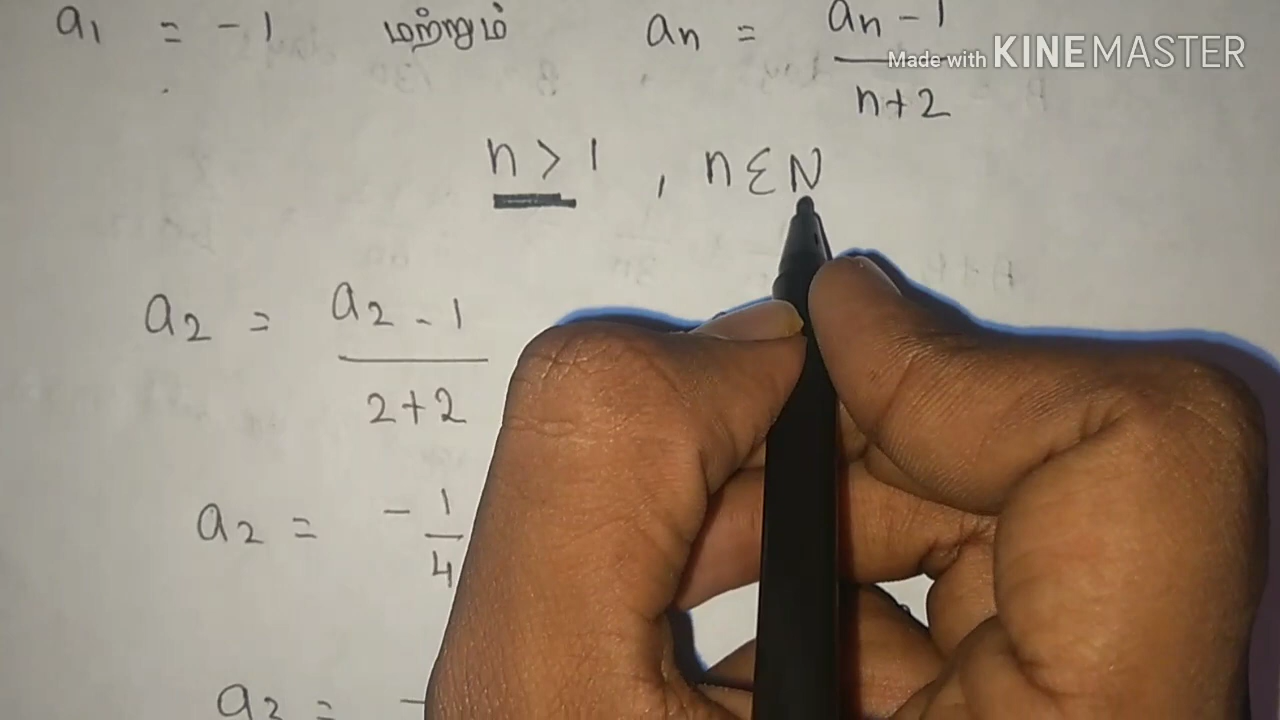 a1 = -1 மற்றும் an = an-1 / n+2
Made with KINEMASTER
n > 1 , n ∈ N
a2 = a2-1 / 2+2
a2 = -1/4
a2 = -